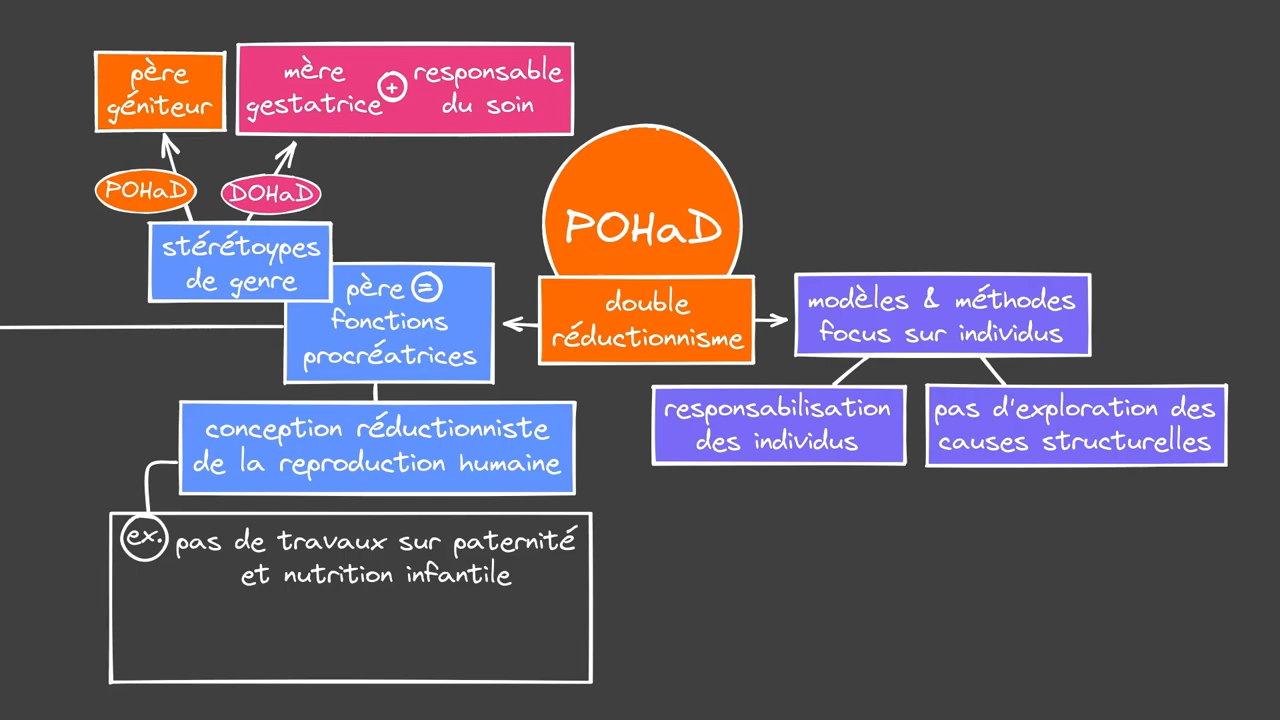 père
géniteur
mère
gestatrice
+
responsable
du soin
POHaD
DOHaD
stérétoypes
de genre
père =
fonctions
procréatrices
POHaD
double
réductionnisme
modèles & méthodes
focus sur individus
responsabilisation
des individus
pas d'exploration des
causes structurelles
conception réductionniste
de la reproduction humaine
ex. pas de travaux sur paternité
et nutrition infantile